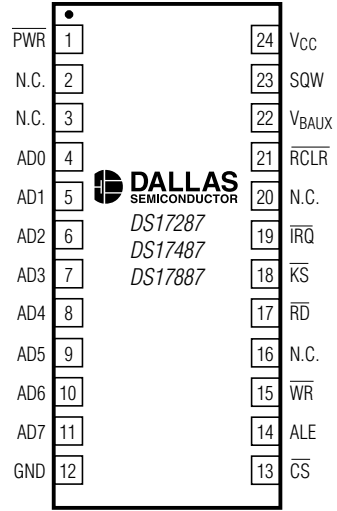 PWR 1 24 VCC
N.C. 2 23 SQW
N.C. 3 22 VBAUX
AD0 4 21 RCLR
AD1 5 DALLAS SEMICONDUCTOR 20 N.C.
AD2 6 DS17287 19 IRQ
DS17487
AD3 7 DS17887 18 KS
AD4 8 17 RD
AD5 9 16 N.C.
AD6 10 15 WR
AD7 11 14 ALE
GND 12 13 CS